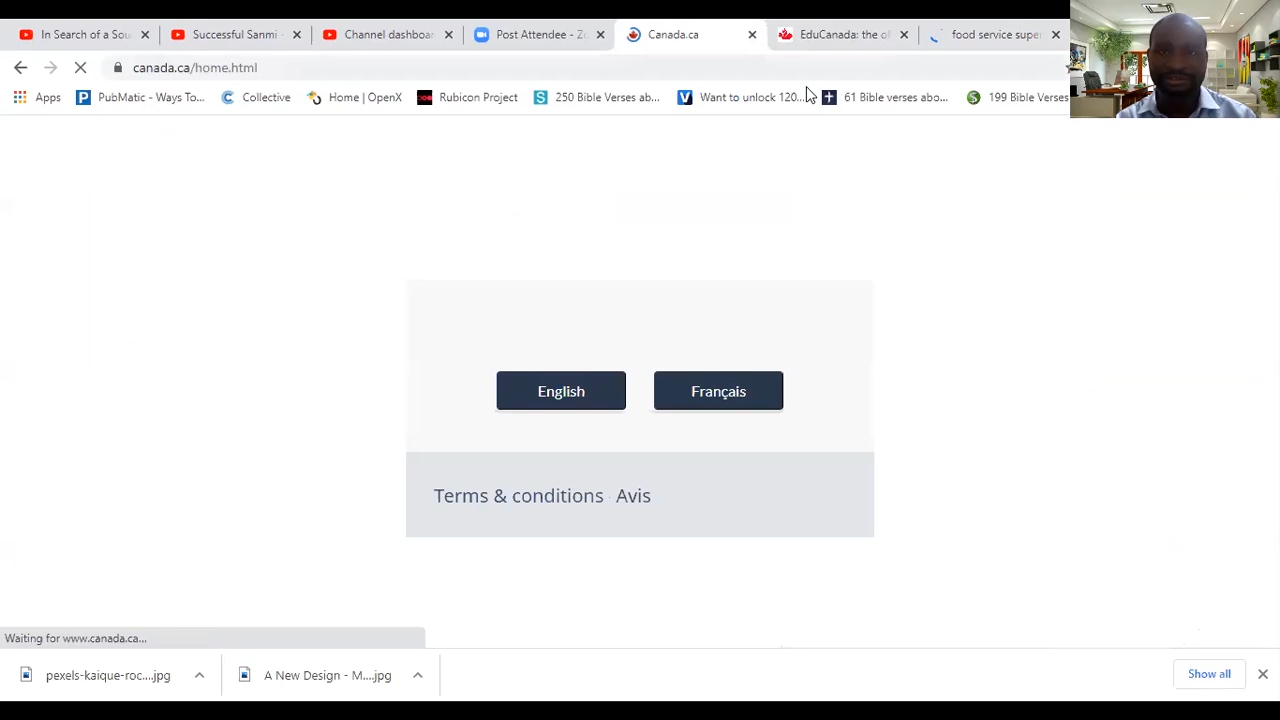 In Search of a Sou
Successful Sanmi -
Channel dashboar
Post Attendee - Zo
Canada.ca
EduCanada: the of
food service super
canada.ca/home.html
Apps
PubMatic - Ways To...
Collective
Home | OpenX
Rubicon Project
250 Bible Verses ab...
Want to unlock 120...
61 Bible verses abo...
199 Bible Verses
English
Français
Terms & conditions · Avis
Waiting for www.canada.ca...
pexels-kaique-roc....jpg
A New Design - M....jpg
Show all